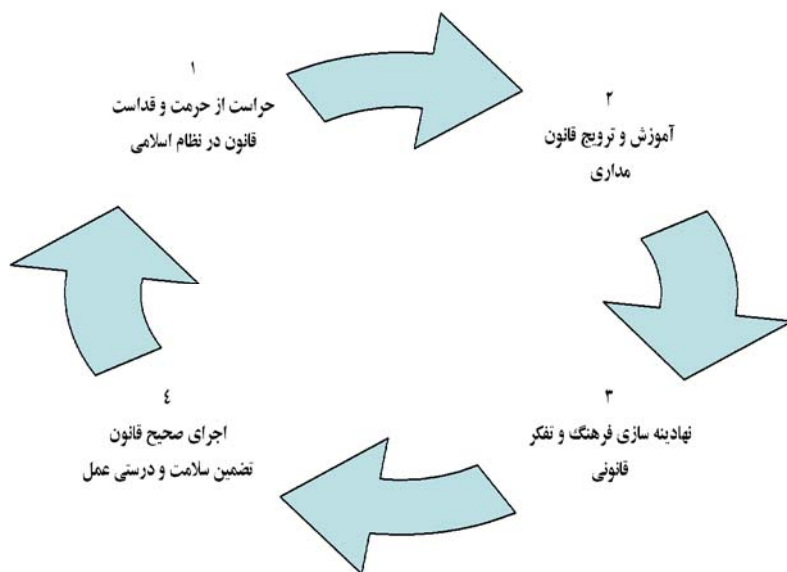 ۱
حراست از حرمت و قداست
قانون در نظام اسلامی
۲
آموزش و ترویج قانون
مداری
۳
نهادینه سازی فرهنگ و تفکر
قانونی
٤
اجرای صحیح قانون
تضمین سلامت و درستی عمل